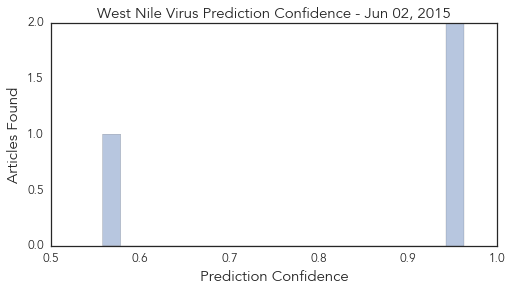 West Nile Virus Prediction Confidence - Jun 02, 2015
2.0
1.5
1.0
0.5
0.0
Articles Found
0.5 0.6 0.7 0.8 0.9 1.0
Prediction Confidence